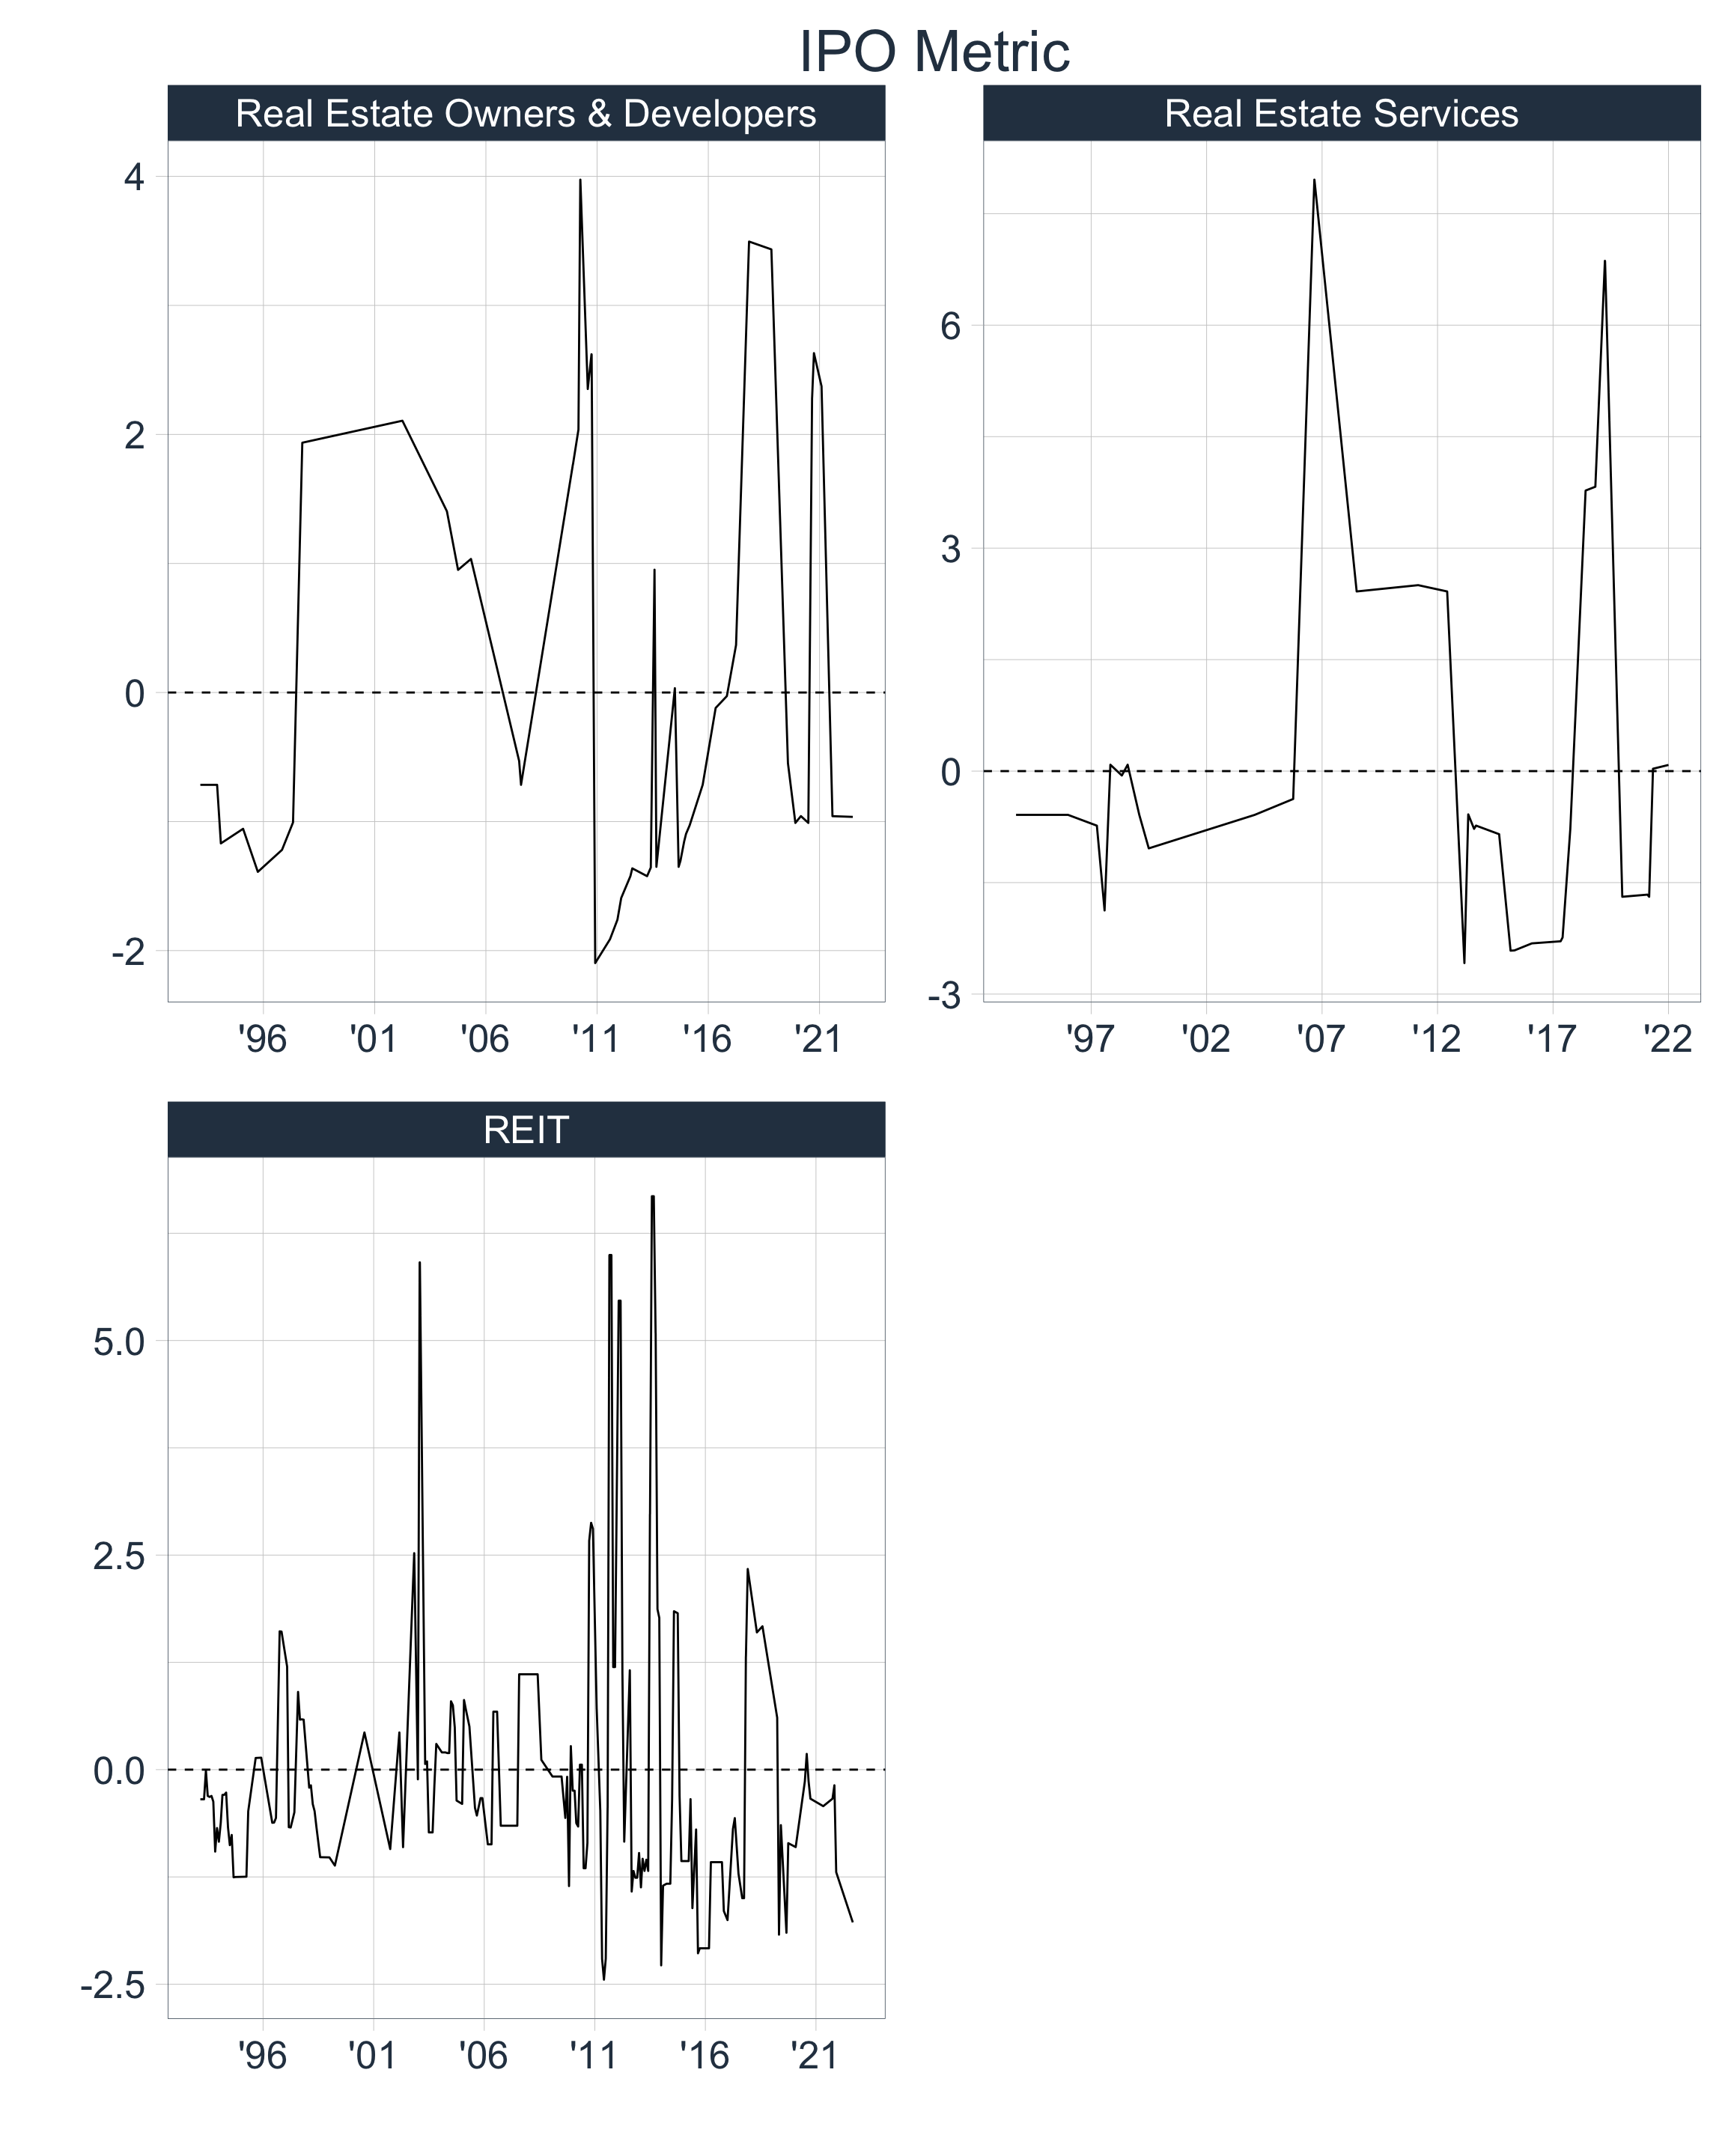 IPO Metric
Real Estate Owners & Developers
4
2
0
-2
'96 '01 '06 '11 '16 '21
Real Estate Services
6
3
0
-3
'97 '02 '07 '12 '17 '22
REIT
5.0
2.5
0.0
-2.5
'96 '01 '06 '11 '16 '21